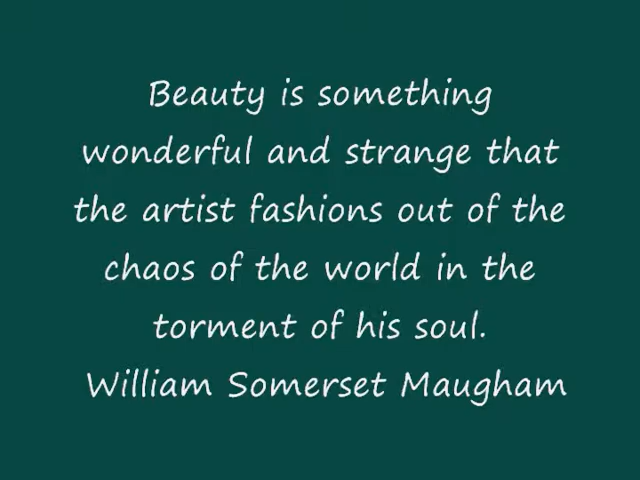 Beauty is something
wonderful and strange that
the artist fashions out of the
chaos of the world in the
torment of his soul.
William Somerset Maugham